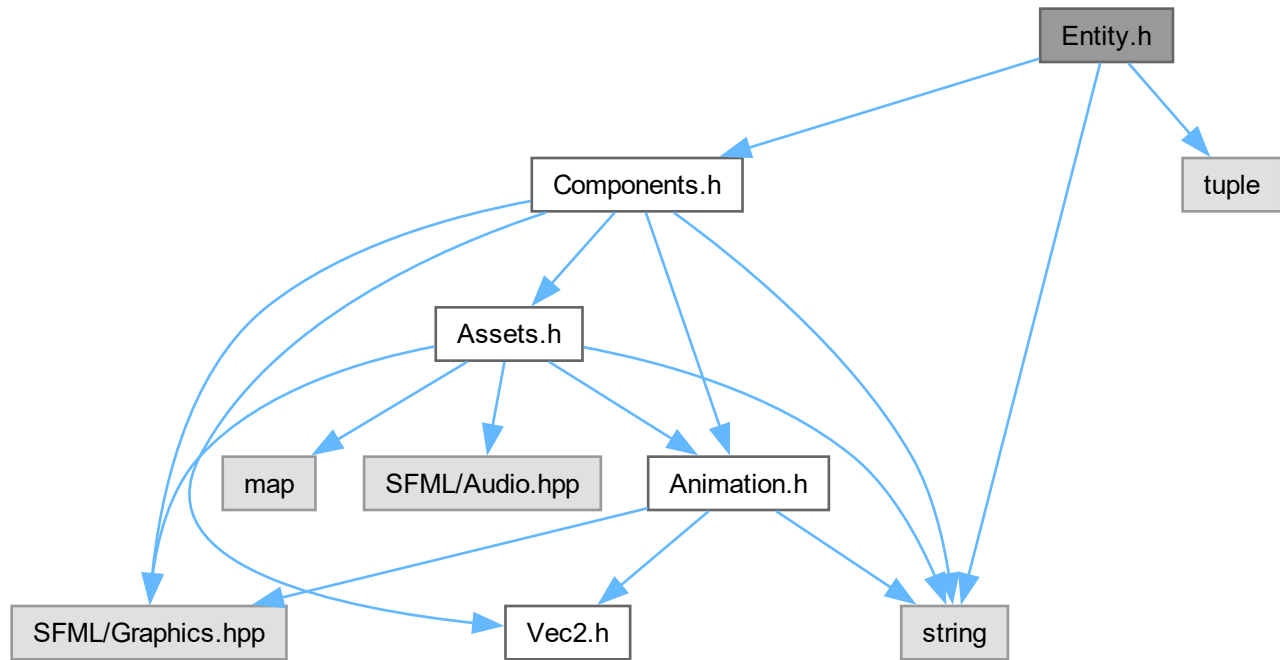 Entity.h
Components.h
tuple
Assets.h
map
SFML/Audio.hpp
Animation.h
SFML/Graphics.hpp
Vec2.h
string